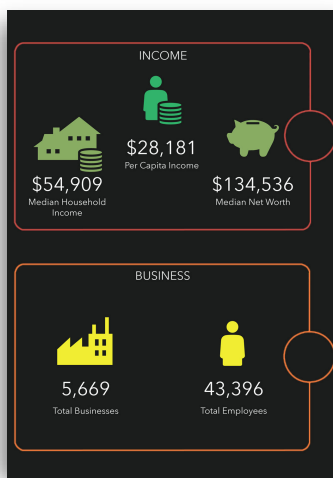 INCOME
$28,181
Per Capita Income
$54,909
Median Household
Income
$134,536
Median Net Worth
BUSINESS
5,669
Total Businesses
43,396
Total Employees